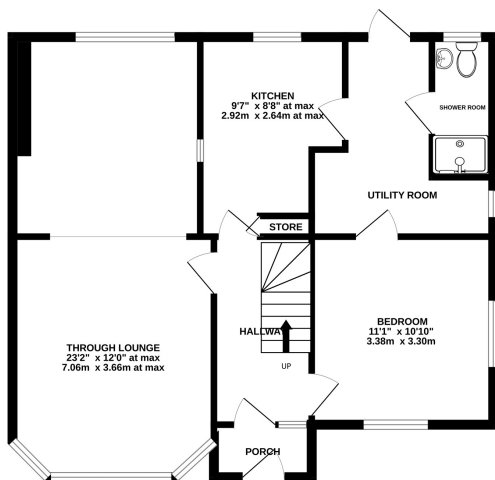 KITCHEN
9'7" x 8'8" at max
2.92m x 2.64m at max
SHOWER ROOM
UTILITY ROOM
STORE
HALLWAY
UP
THROUGH LOUNGE
23'2" x 12'0" at max
7.06m x 3.66m at max
BEDROOM
11'1" x 10'10"
3.38m x 3.30m
PORCH